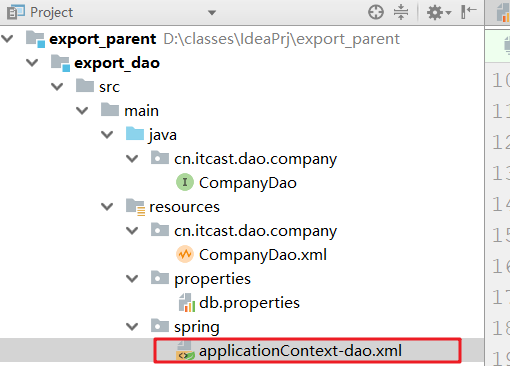 Project
export_parent D:\classes\IdeaPrj\export_parent
export_dao
src
main
java
cn.itcast.dao.company
I CompanyDao
resources
cn.itcast.dao.company
CompanyDao.xml
properties
db.properties
spring
applicationContext-dao.xml
10
11
12
13
14
15
16
17
18
19